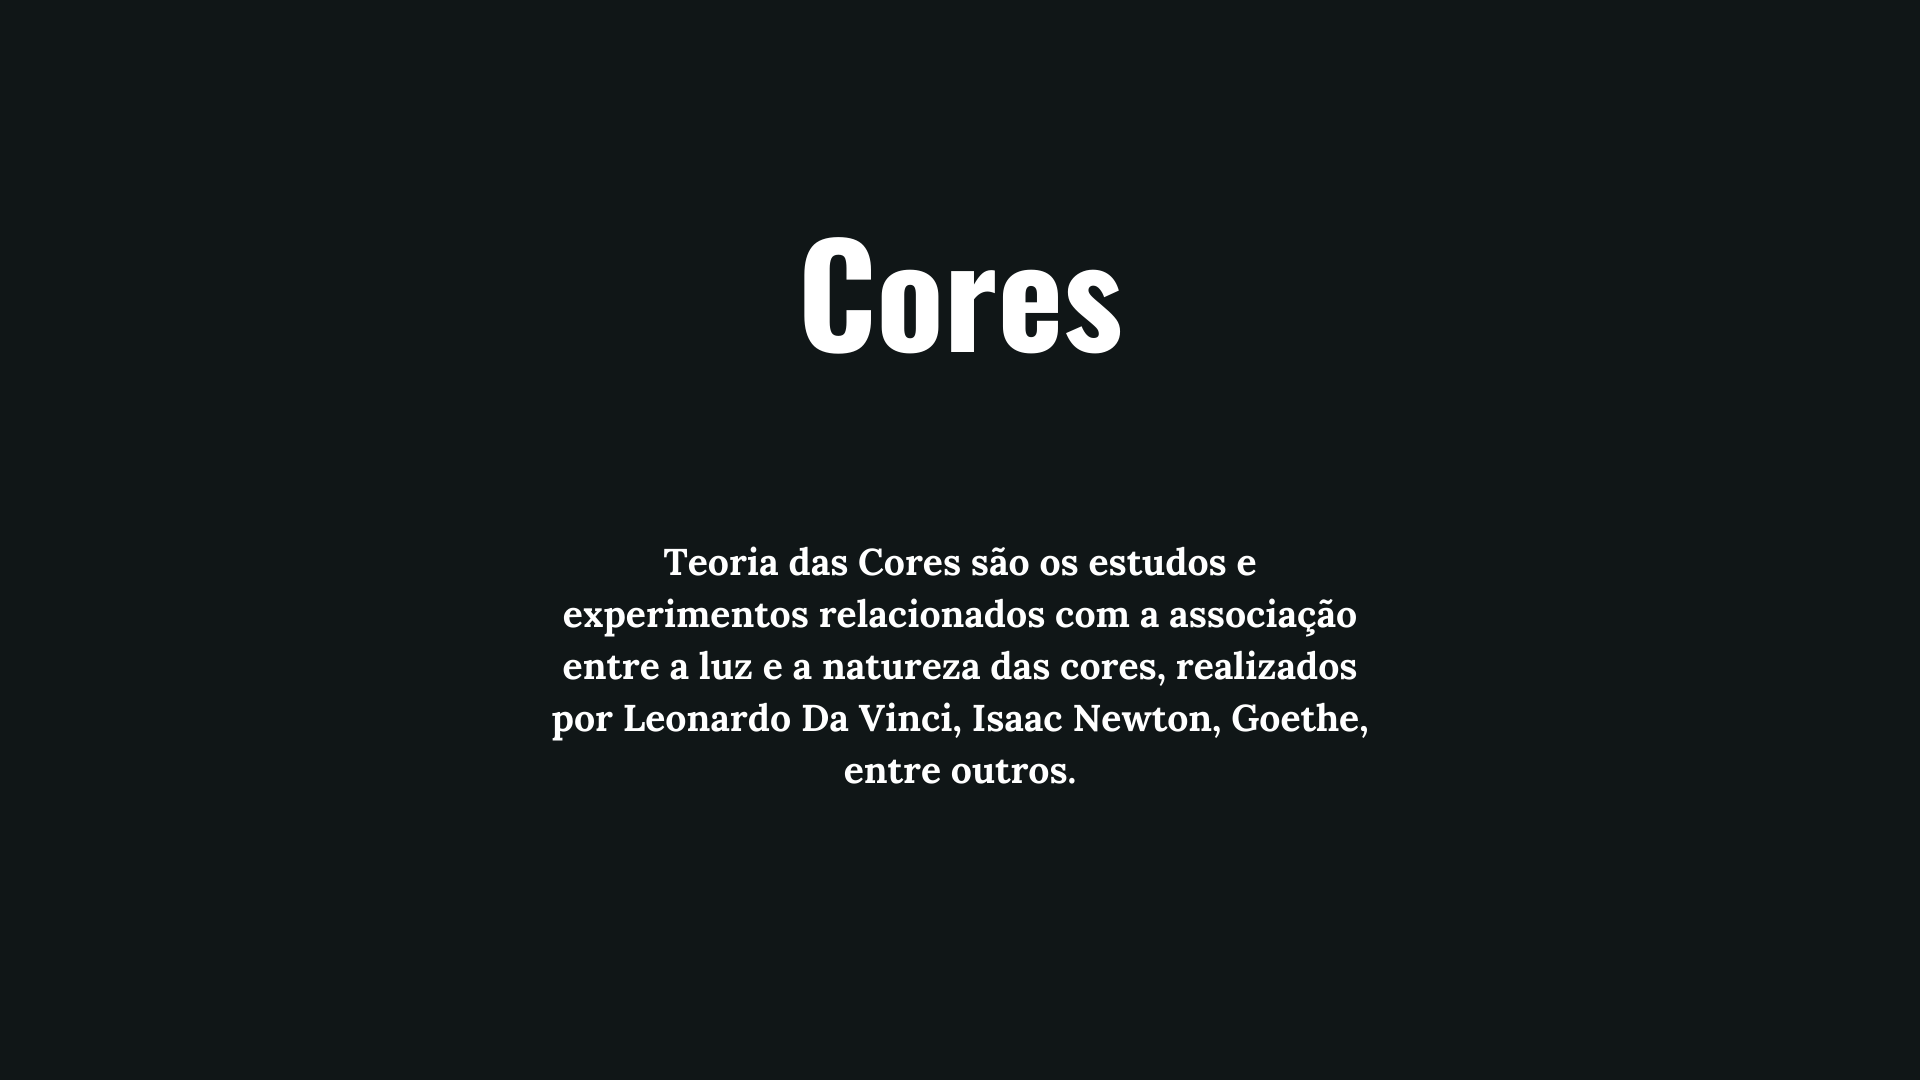 Cores
Teoria das Cores são os estudos e
experimentos relacionados com a associação
entre a luz e a natureza das cores, realizados
por Leonardo Da Vinci, Isaac Newton, Goethe,
entre outros.